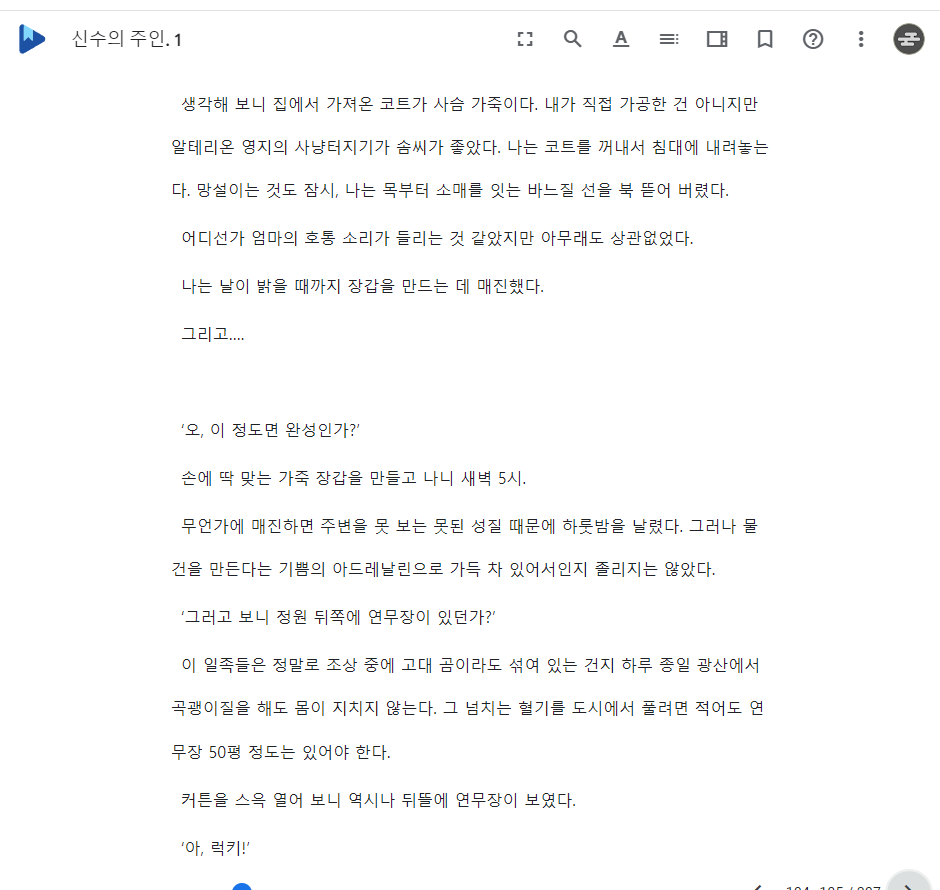 신수의 주인. 1
생각해 보니 집에서 가져온 코트가 사슴 가죽이다. 내가 직접 가공한 건 아니지만
알테리온 영지의 사냥터지기가 솜씨가 좋았다. 나는 코트를 꺼내서 침대에 내려놓는
다. 망설이는 것도 잠시, 나는 목부터 소매를 잇는 바느질 선을 북 뜯어 버렸다.
어디선가 엄마의 호통 소리가 들리는 것 같았지만 아무래도 상관없었다.
나는 날이 밝을 때까지 장갑을 만드는 데 매진했다.
그리고....
‘오, 이 정도면 완성인가?’
손에 딱 맞는 가죽 장갑을 만들고 나니 새벽 5시.
무언가에 매진하면 주변을 못 보는 못된 성질 때문에 하룻밤을 날렸다. 그러나 물
건을 만든다는 기쁨의 아드레날린으로 가득 차 있어서인지 졸리지는 않았다.
‘그러고 보니 정원 뒤쪽에 연무장이 있던가?’
이 일족들은 정말로 조상 중에 고대 곰이라도 섞여 있는 건지 하루 종일 광산에서
곡괭이질을 해도 몸이 지치지 않는다. 그 넘치는 혈기를 도시에서 풀려면 적어도 연
무장 50평 정도는 있어야 한다.
커튼을 스윽 열어 보니 역시나 뒤뜰에 연무장이 보였다.
‘아, 럭키!’